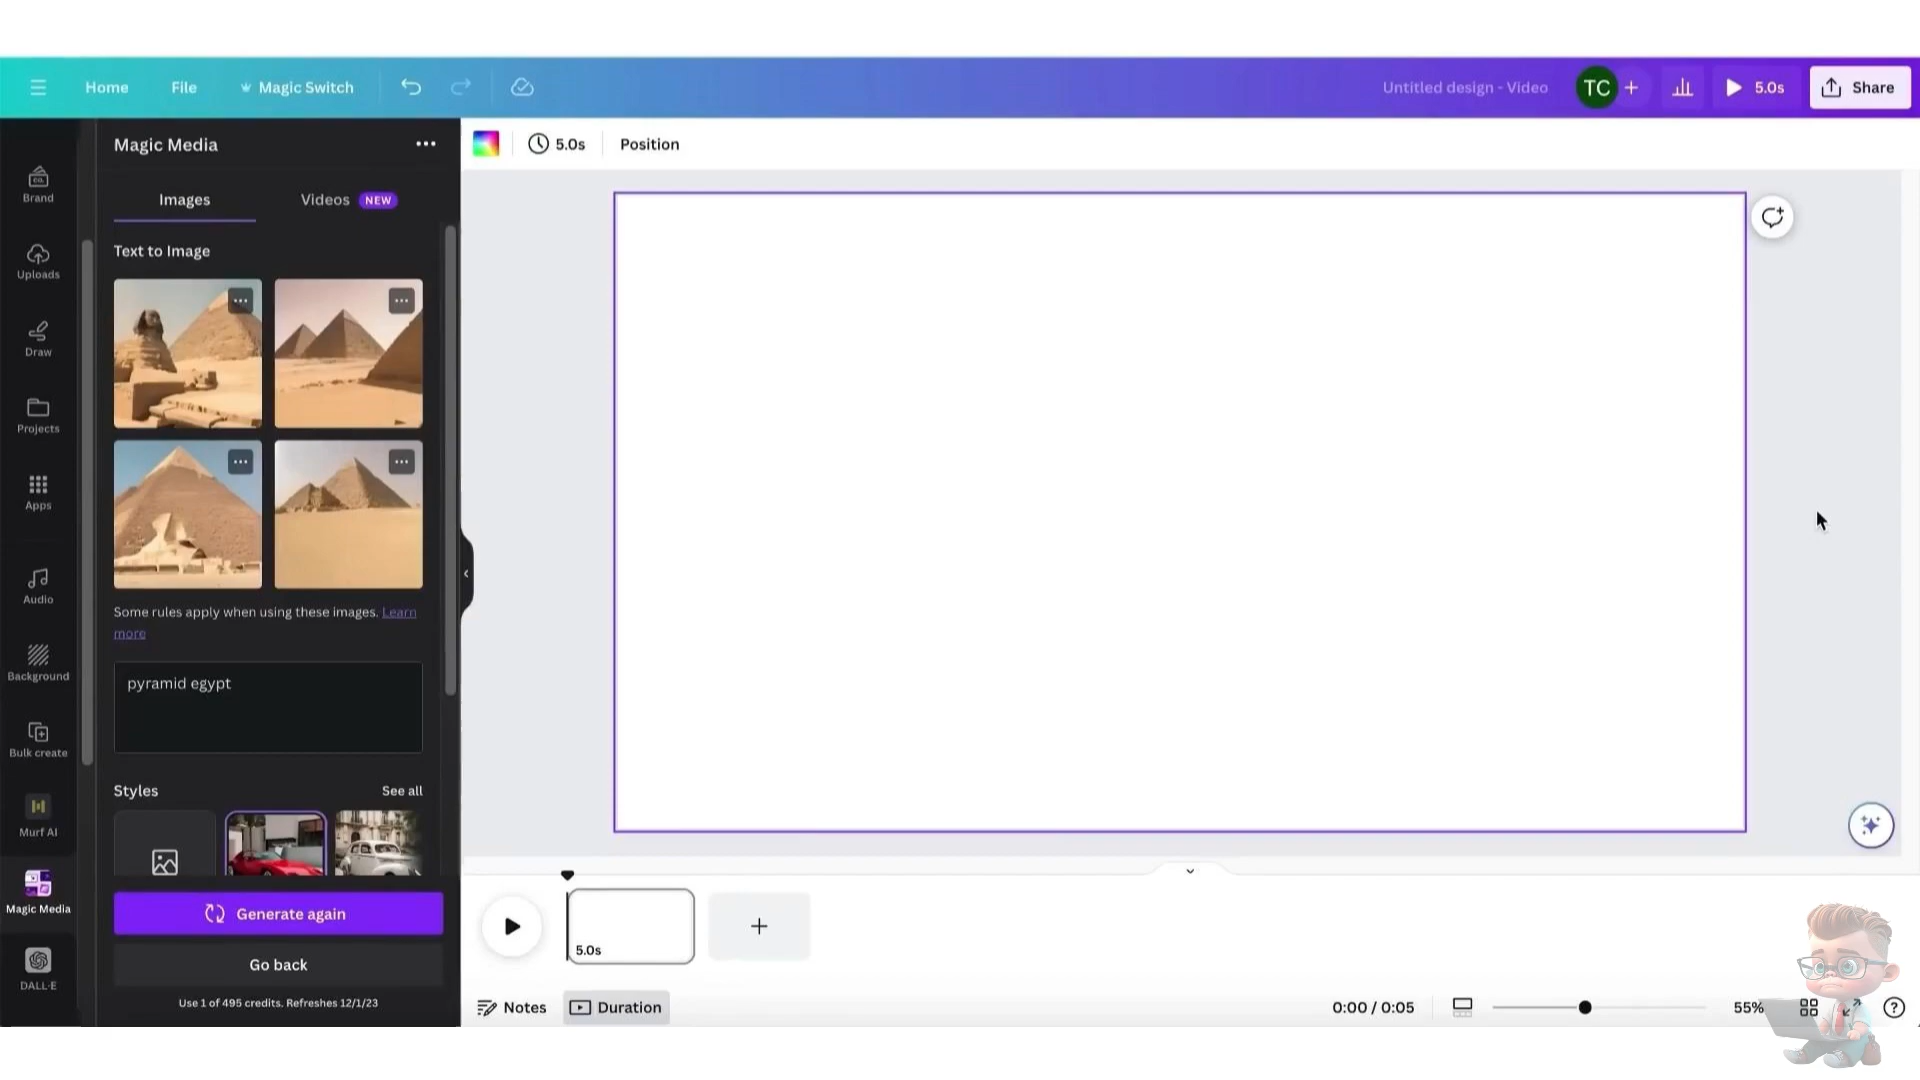 Home File Magic Switch Untitled design - Video TC + 5.0s Share
Magic Media
5.0s Position
Images Videos NEW
Text to Image
Some rules apply when using these images. Learn
more
pyramid egypt
Styles See all
Generate again
Go back
Use 1 of 495 credits. Refreshes 12/1/23
Brand
Uploads
Draw
Projects
Apps
Audio
Background
Bulk create
Murf AI
Magic Media
DALL·E
5.0s
Notes Duration 0:00 / 0:05 55%